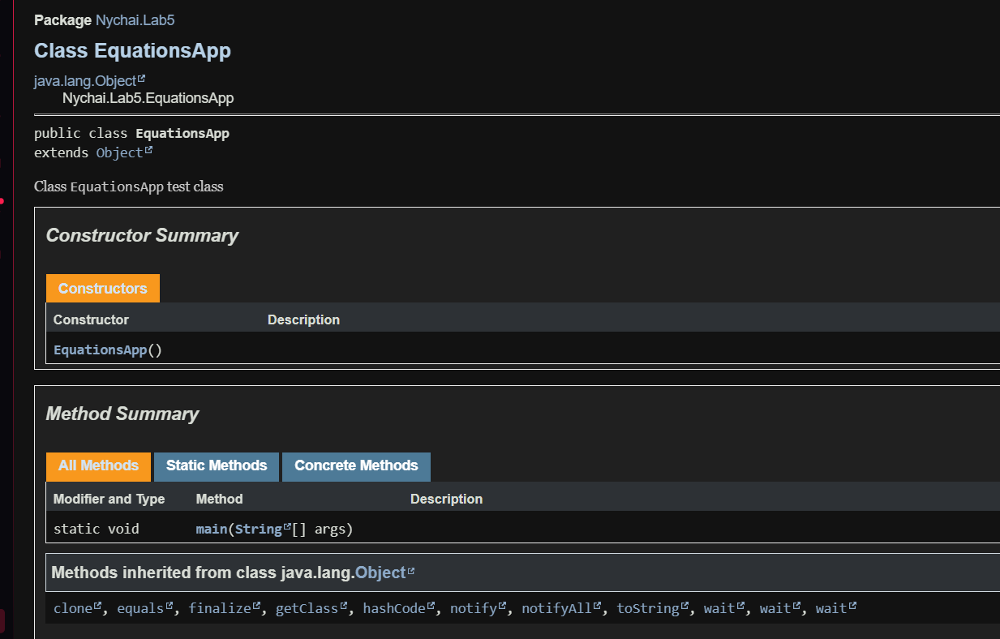 Package Nychai.Lab5
Class EquationsApp
java.lang.Object
Nychai.Lab5.EquationsApp
public class EquationsApp
extends Object
Class EquationsApp test class
Constructor Summary
Constructors
Constructor Description
EquationsApp()
Method Summary
All Methods Static Methods Concrete Methods
Modifier and Type Method Description
static void main(String[] args)
Methods inherited from class java.lang.Object
clone, equals, finalize, getClass, hashCode, notify, notifyAll, toString, wait, wait, wait